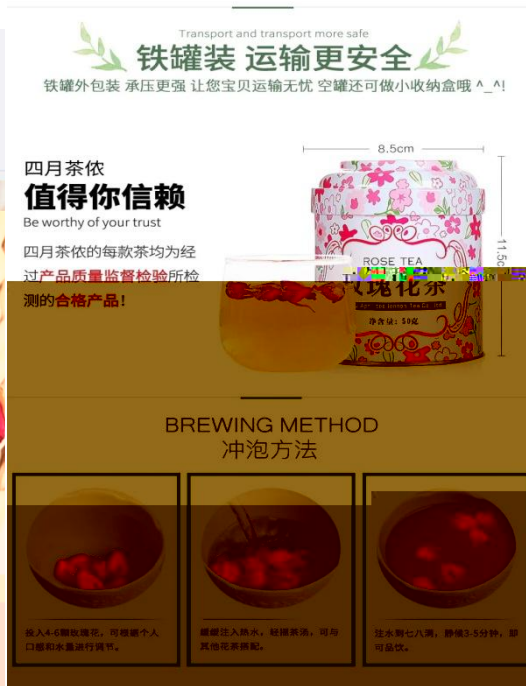 Transport and transport more safe
铁罐装 运输更安全
铁罐外包装 承压更强 让您宝贝运输无忧 空罐还可做小收纳盒哦 ^_^!
8.5cm
四月茶侬
值得你信赖
Be worthy of your trust
四月茶侬的每款茶均为经
过产品质量监督检验所检
测的合格产品!
11.5c
ROSE TEA
玫瑰花茶
净含量:50克
BREWING METHOD
冲泡方法
投入4-6颗玫瑰花,可根据个人
口感和水量进行调节。
缓缓注入热水,轻摇茶汤,可与
其他花茶搭配。
注水到七八满,静候3-5分钟,即
可品饮。